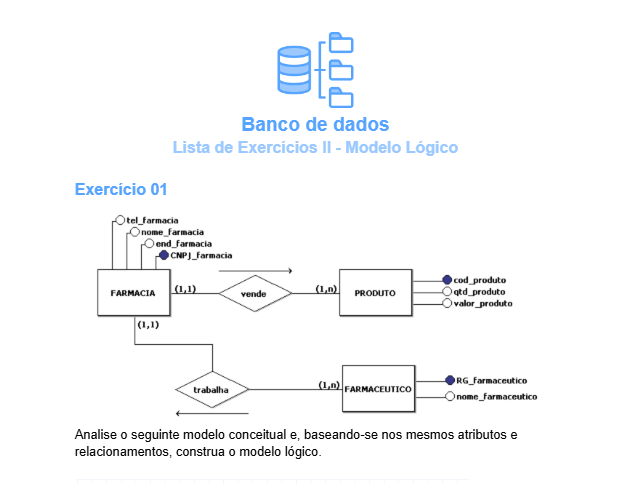 Banco de dados
Lista de Exercícios II - Modelo Lógico
Exercício 01
tel_farmacia
nome_farmacia
end_farmacia
CNPJ_farmacia
FARMACIA
(1,1)
vende
(1,n)
PRODUTO
cod_produto
qtd_produto
valor_produto
(1,1)
trabalha
(1,n)
FARMACEUTICO
RG_farmaceutico
nome_farmaceutico
Analise o seguinte modelo conceitual e, baseando-se nos mesmos atributos e
relacionamentos, construa o modelo lógico.